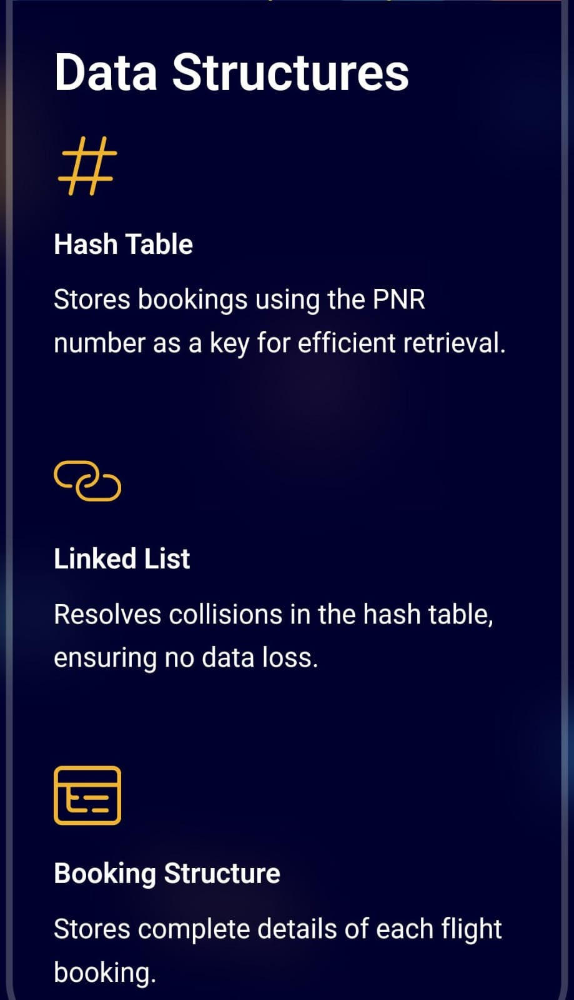 Data Structures
Hash Table
Stores bookings using the PNR
number as a key for efficient retrieval.
Linked List
Resolves collisions in the hash table,
ensuring no data loss.
Booking Structure
Stores complete details of each flight
booking.